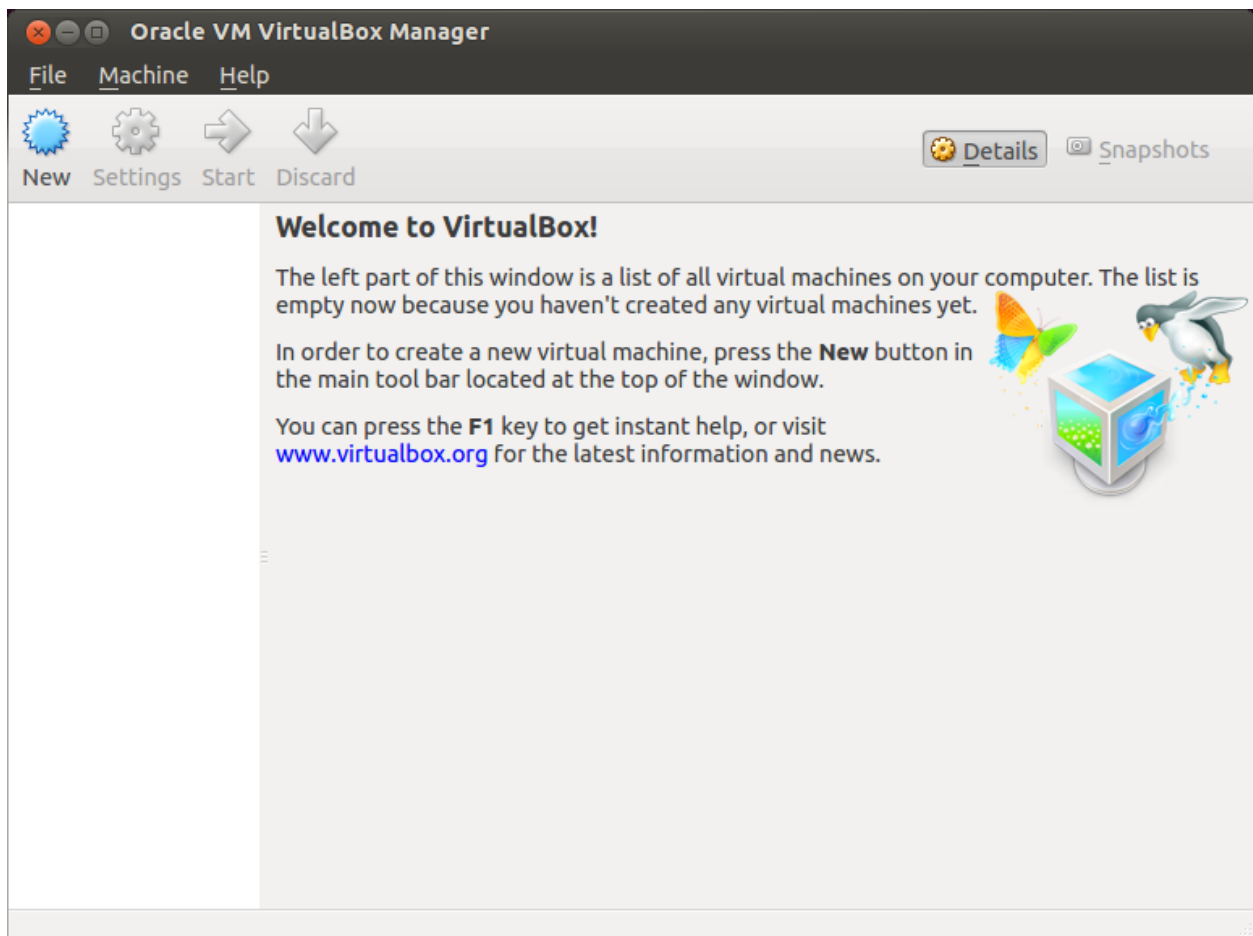 Oracle VM VirtualBox Manager
File Machine Help
New Settings Start Discard Details Snapshots
Welcome to VirtualBox!
The left part of this window is a list of all virtual machines on your computer. The list is
empty now because you haven't created any virtual machines yet.
In order to create a new virtual machine, press the New button in
the main tool bar located at the top of the window.
You can press the F1 key to get instant help, or visit
www.virtualbox.org for the latest information and news.